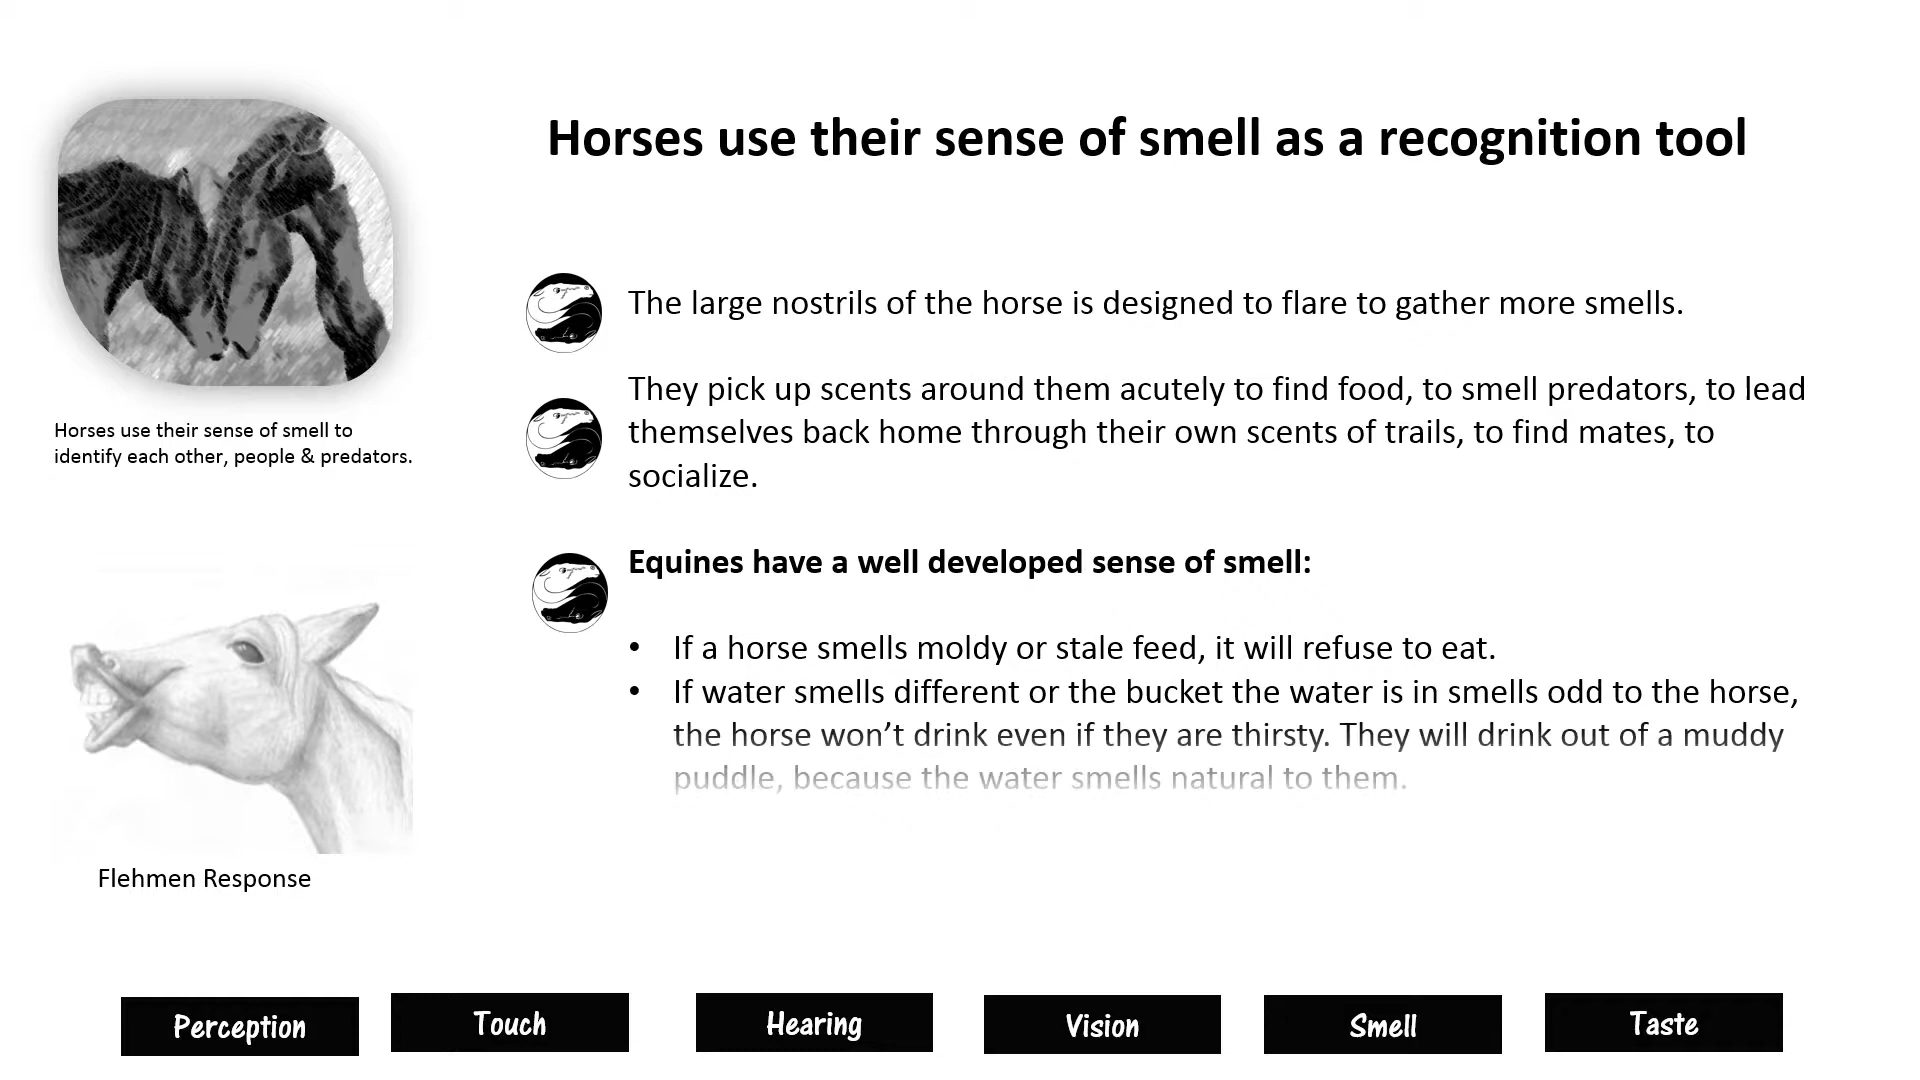 Horses use their sense of smell as a recognition tool
The large nostrils of the horse is designed to flare to gather more smells.
They pick up scents around them acutely to find food, to smell predators, to lead
themselves back home through their own scents of trails, to find mates, to
socialize.
Horses use their sense of smell to
identify each other, people & predators.
Equines have a well developed sense of smell:
• If a horse smells moldy or stale feed, it will refuse to eat.
• If water smells different or the bucket the water is in smells odd to the horse,
the horse won’t drink even if they are thirsty. They will drink out of a muddy
puddle, because the water smells natural to them.
Flehmen Response
Perception
Touch
Hearing
Vision
Smell
Taste